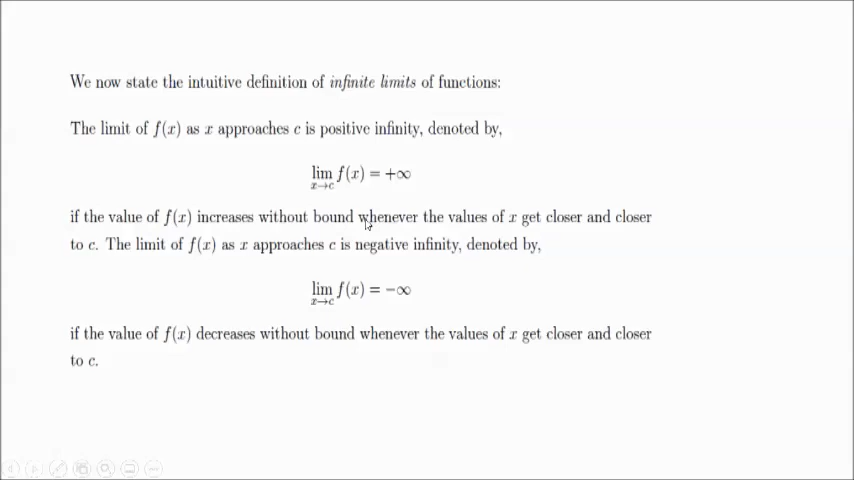 We now state the intuitive definition of infinite limits of functions:
The limit of f(x) as x approaches c is positive infinity, denoted by,
lim f(x) = +∞
x→c
if the value of f(x) increases without bound whenever the values of x get closer and closer
to c. The limit of f(x) as x approaches c is negative infinity, denoted by,
lim f(x) = −∞
x→c
if the value of f(x) decreases without bound whenever the values of x get closer and closer
to c.